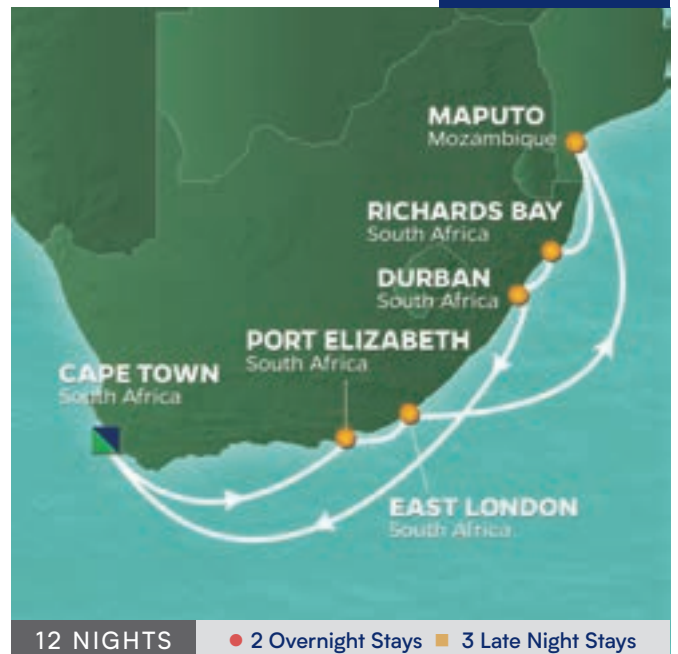 MAPUTO
Mozambique
RICHARDS BAY
South Africa
DURBAN
South Africa
PORT ELIZABETH
South Africa
CAPE TOWN
South Africa
EAST LONDON
South Africa
12 NIGHTS
2 Overnight Stays 3 Late Night Stays